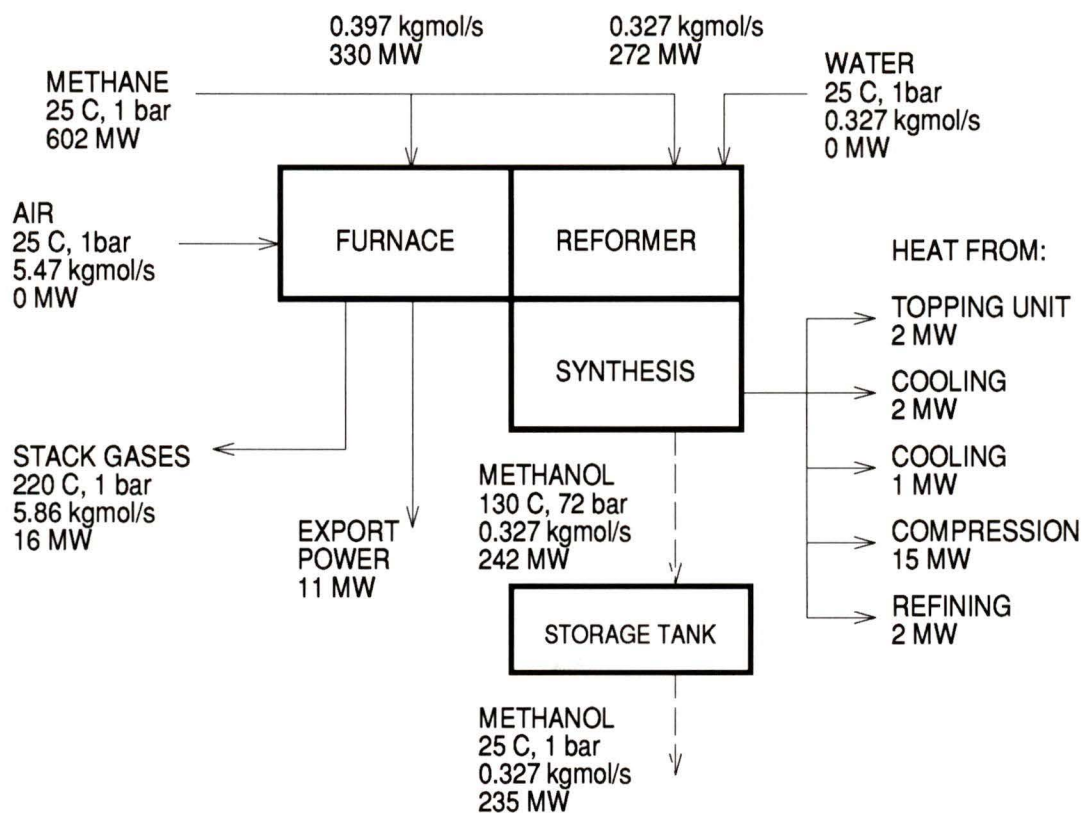 0.397 kgmol/s
330 MW
0.327 kgmol/s
272 MW
METHANE
25 C, 1 bar
602 MW
WATER
25 C, 1bar
0.327 kgmol/s
0 MW
AIR
25 C, 1bar
5.47 kgmol/s
0 MW
FURNACE
REFORMER
HEAT FROM:
TOPPING UNIT
2 MW
SYNTHESIS
COOLING
2 MW
STACK GASES
220 C, 1 bar
5.86 kgmol/s
16 MW
EXPORT
POWER
11 MW
METHANOL
130 C, 72 bar
0.327 kgmol/s
242 MW
COOLING
1 MW
COMPRESSION
15 MW
REFINING
2 MW
STORAGE TANK
METHANOL
25 C, 1 bar
0.327 kgmol/s
235 MW